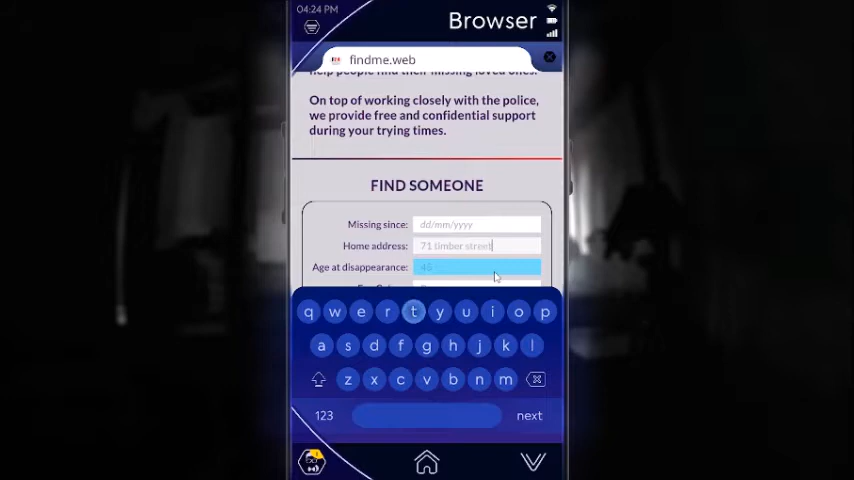 04:24 PM
Browser
findme.web
help people find their missing loved ones.
On top of working closely with the police,
we provide free and confidential support
during your trying times.
FIND SOMEONE
Missing since: dd/mm/yyyy
Home address: 71 timber street
Age at disappearance: 45
q w e r t y u i o p
a s d f g h j k l
z x c v b n m
123 next